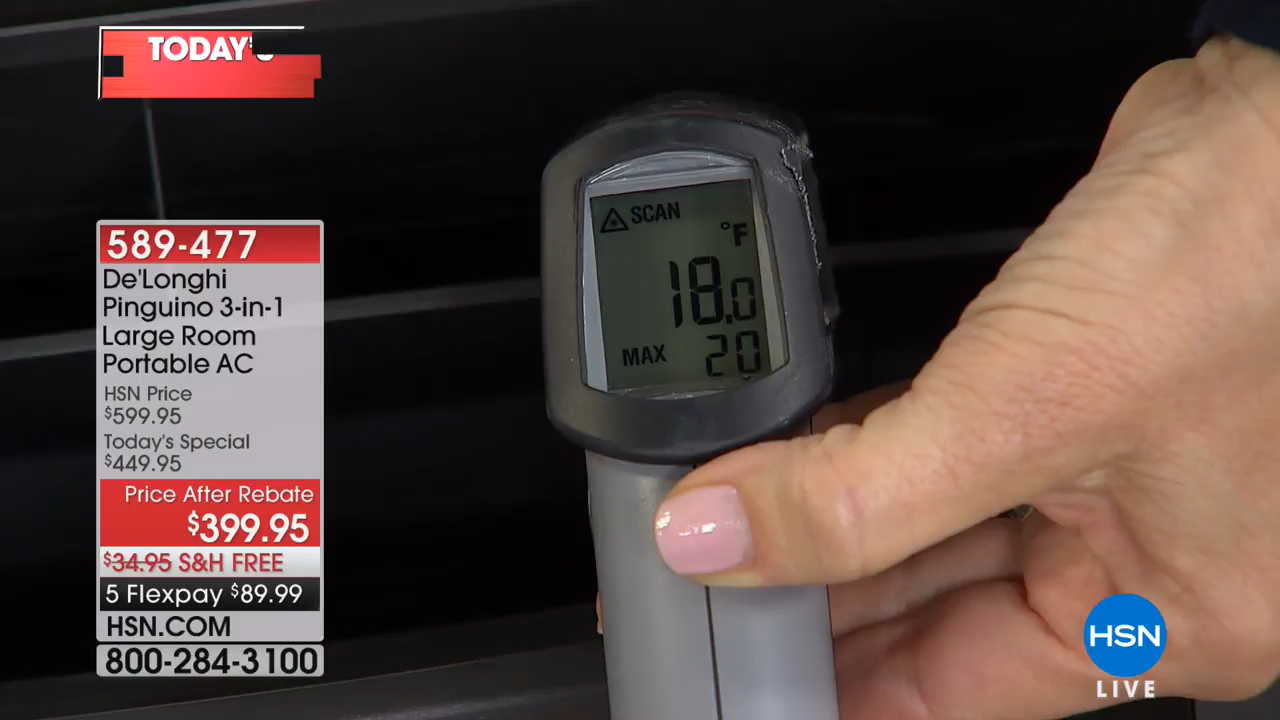 TODAY'S
589-477
De'Longhi
Pinguino 3-in-1
Large Room
Portable AC
HSN Price
$599.95
Today's Special
$449.95
Price After Rebate
$399.95
$34.95 S&H FREE
5 Flexpay $89.99
HSN.COM
800-284-3100
SCAN
°F
18.0
MAX 20
HSN
LIVE